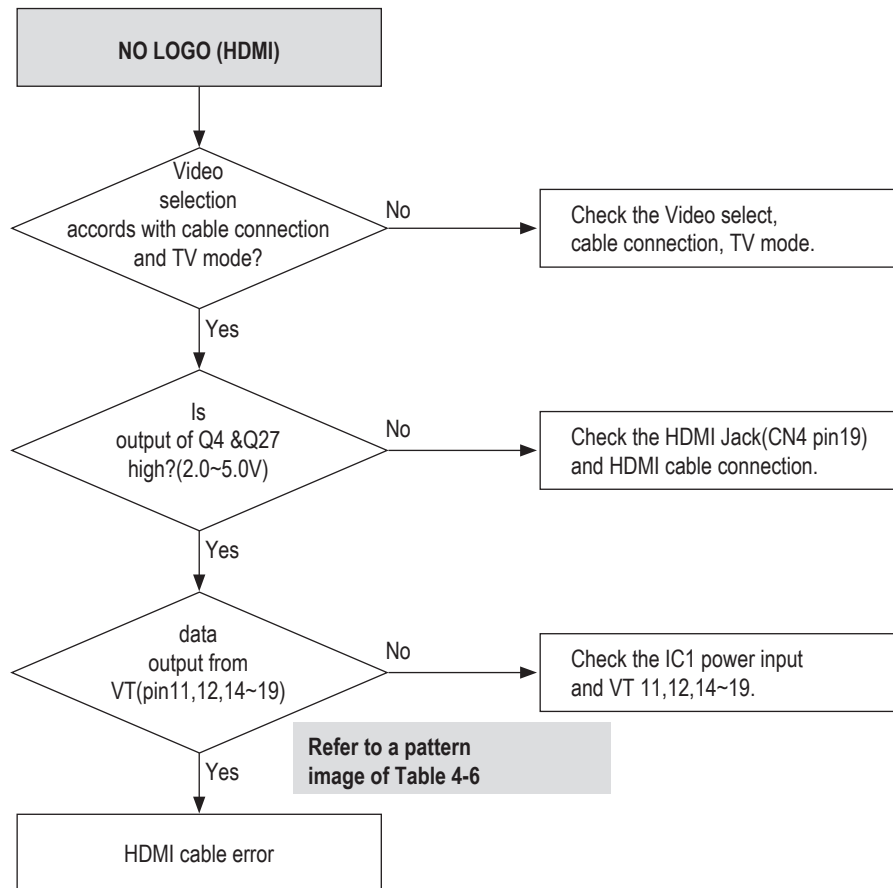 NO LOGO (HDMI)
Video
selection
accords with cable connection
and TV mode?
No
Check the Video select,
cable connection, TV mode.
Yes
Is
output of Q4 &Q27
high?(2.0~5.0V)
No
Check the HDMI Jack(CN4 pin19)
and HDMI cable connection.
Yes
data
output from
VT(pin11,12,14~19)
No
Check the IC1 power input
and VT 11,12,14~19.
Refer to a pattern
image of Table 4-6
Yes
HDMI cable error